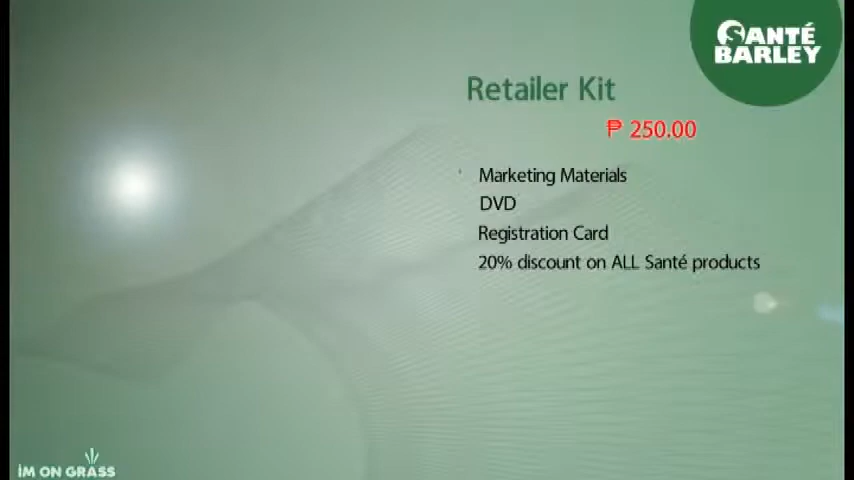 SANTÉ
BARLEY
Retailer Kit
₱ 250.00
Marketing Materials
DVD
Registration Card
20% discount on ALL Santé products
iM ON GRASS